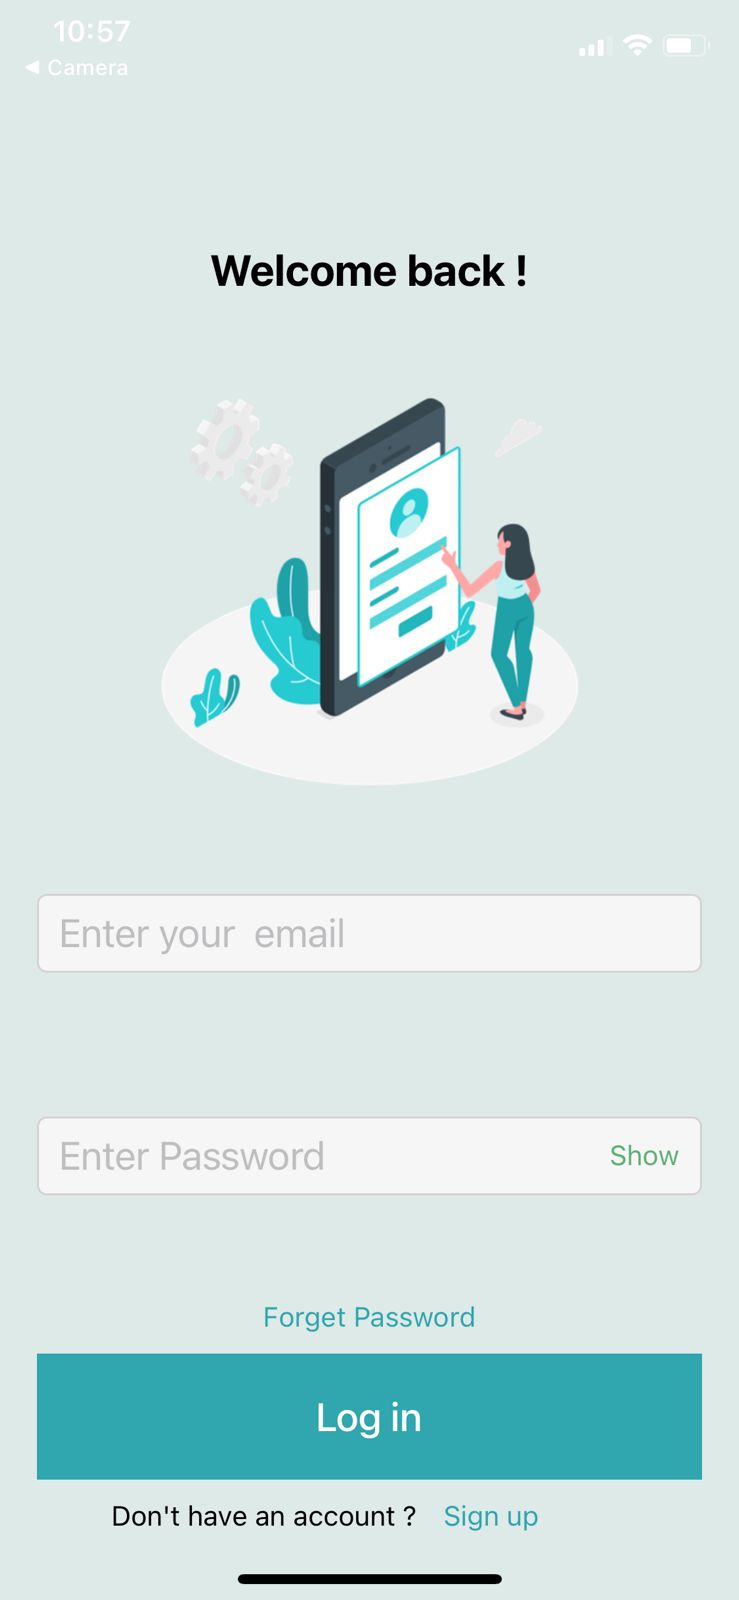 10:57
◀ Camera
Welcome back !
Enter your  email
Enter Password
Show
Forget Password
Log in
Don't have an account ?
Sign up